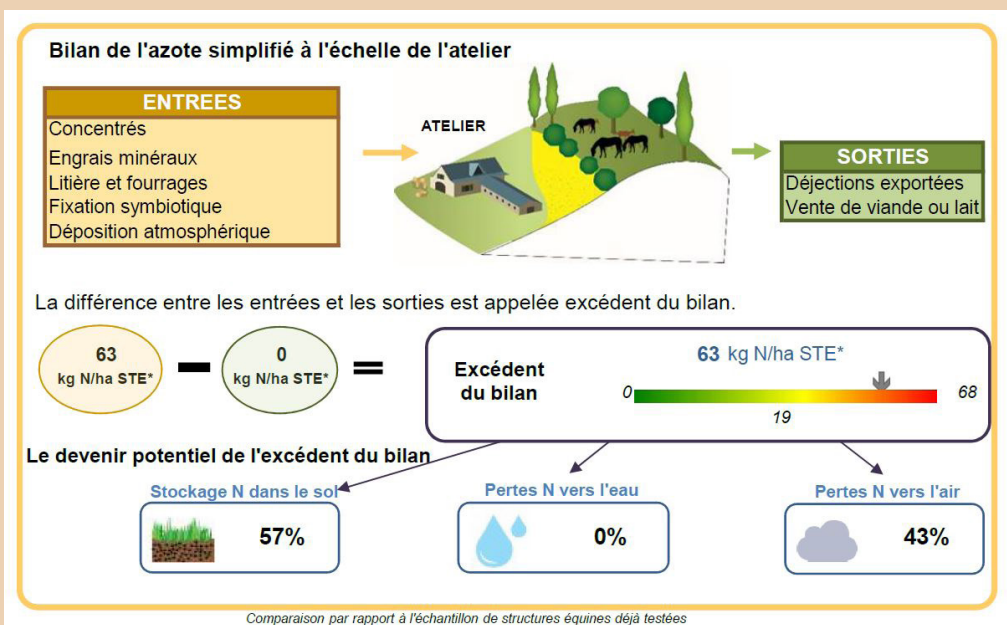 Bilan de l'azote simplifié à l'échelle de l'atelier
ENTREES
Concentrés
Engrais minéraux
Litière et fourrages
Fixation symbiotique
Déposition atmosphérique
ATELIER
SORTIES
Déjections exportées
Vente de viande ou lait
La différence entre les entrées et les sorties est appelée excédent du bilan.
63
kg N/ha STE*
0
kg N/ha STE*
Excédent
du bilan
63 kg N/ha STE*
0
68
19
Le devenir potentiel de l'excédent du bilan
Stockage N dans le sol
57%
Pertes N vers l'eau
0%
Pertes N vers l'air
43%
Comparaison par rapport à l'échantillon de structures équines déjà testées